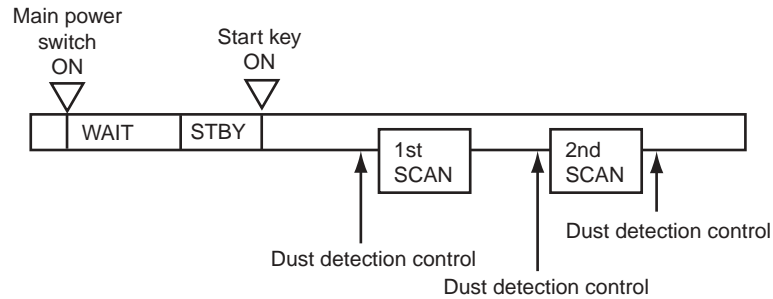 Main power
switch
ON
Start key
ON
WAIT
STBY
1st
SCAN
2nd
SCAN
Dust detection control
Dust detection control
Dust detection control